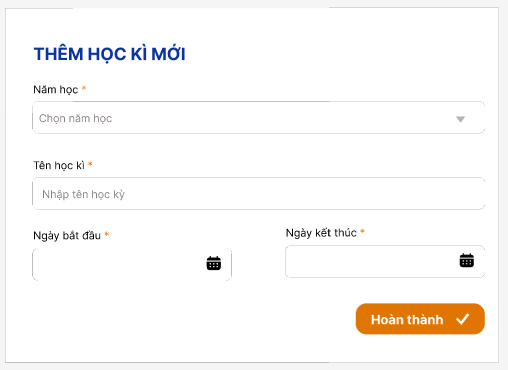 THÊM HỌC KÌ MỚI
Năm học *
Chọn năm học
Tên học kì *
Nhập tên học kỳ
Ngày bắt đầu *
Ngày kết thúc *
Hoàn thành